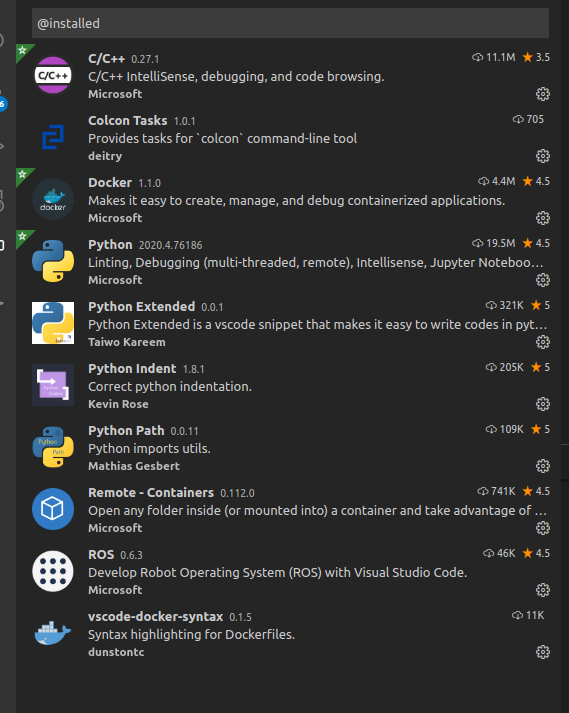 @installed
C/C++ 0.27.1 11.1M 3.5
C/C++ C/C++ IntelliSense, debugging, and code browsing.
Microsoft
Colcon Tasks 1.0.1 705
Provides tasks for `colcon` command-line tool
deitry
Docker 1.1.0 4.4M 4.5
docker Makes it easy to create, manage, and debug containerized applications.
Microsoft
Python 2020.4.76186 19.5M 4.5
Linting, Debugging (multi-threaded, remote), Intellisense, Jupyter Noteboo...
Microsoft
Python Extended 0.0.1 321K 5
Python Extended is a vscode snippet that makes it easy to write codes in pyt...
Taiwo Kareem
Python Indent 1.8.1 205K 5
Correct python indentation.
Kevin Rose
Python Path 0.0.11 109K 5
Python Path Python imports utils.
Mathias Gesbert
Remote - Containers 0.112.0 741K 4.5
Open any folder inside (or mounted into) a container and take advantage of ...
Microsoft
ROS 0.6.3 46K 4.5
Develop Robot Operating System (ROS) with Visual Studio Code.
Microsoft
vscode-docker-syntax 0.1.5 11K
Syntax highlighting for Dockerfiles.
dunstontc